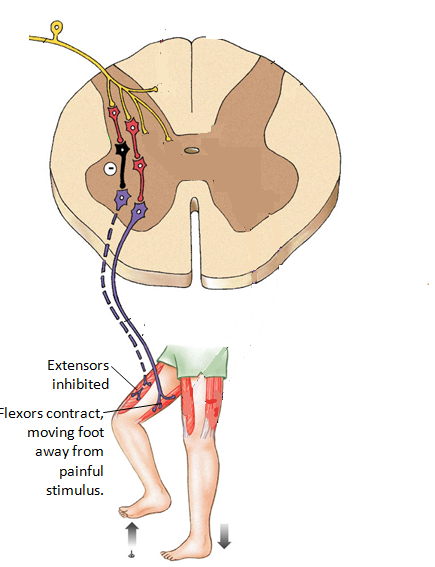 Extensors
inhibited
Flexors contract,
moving foot
away from
painful
stimulus.